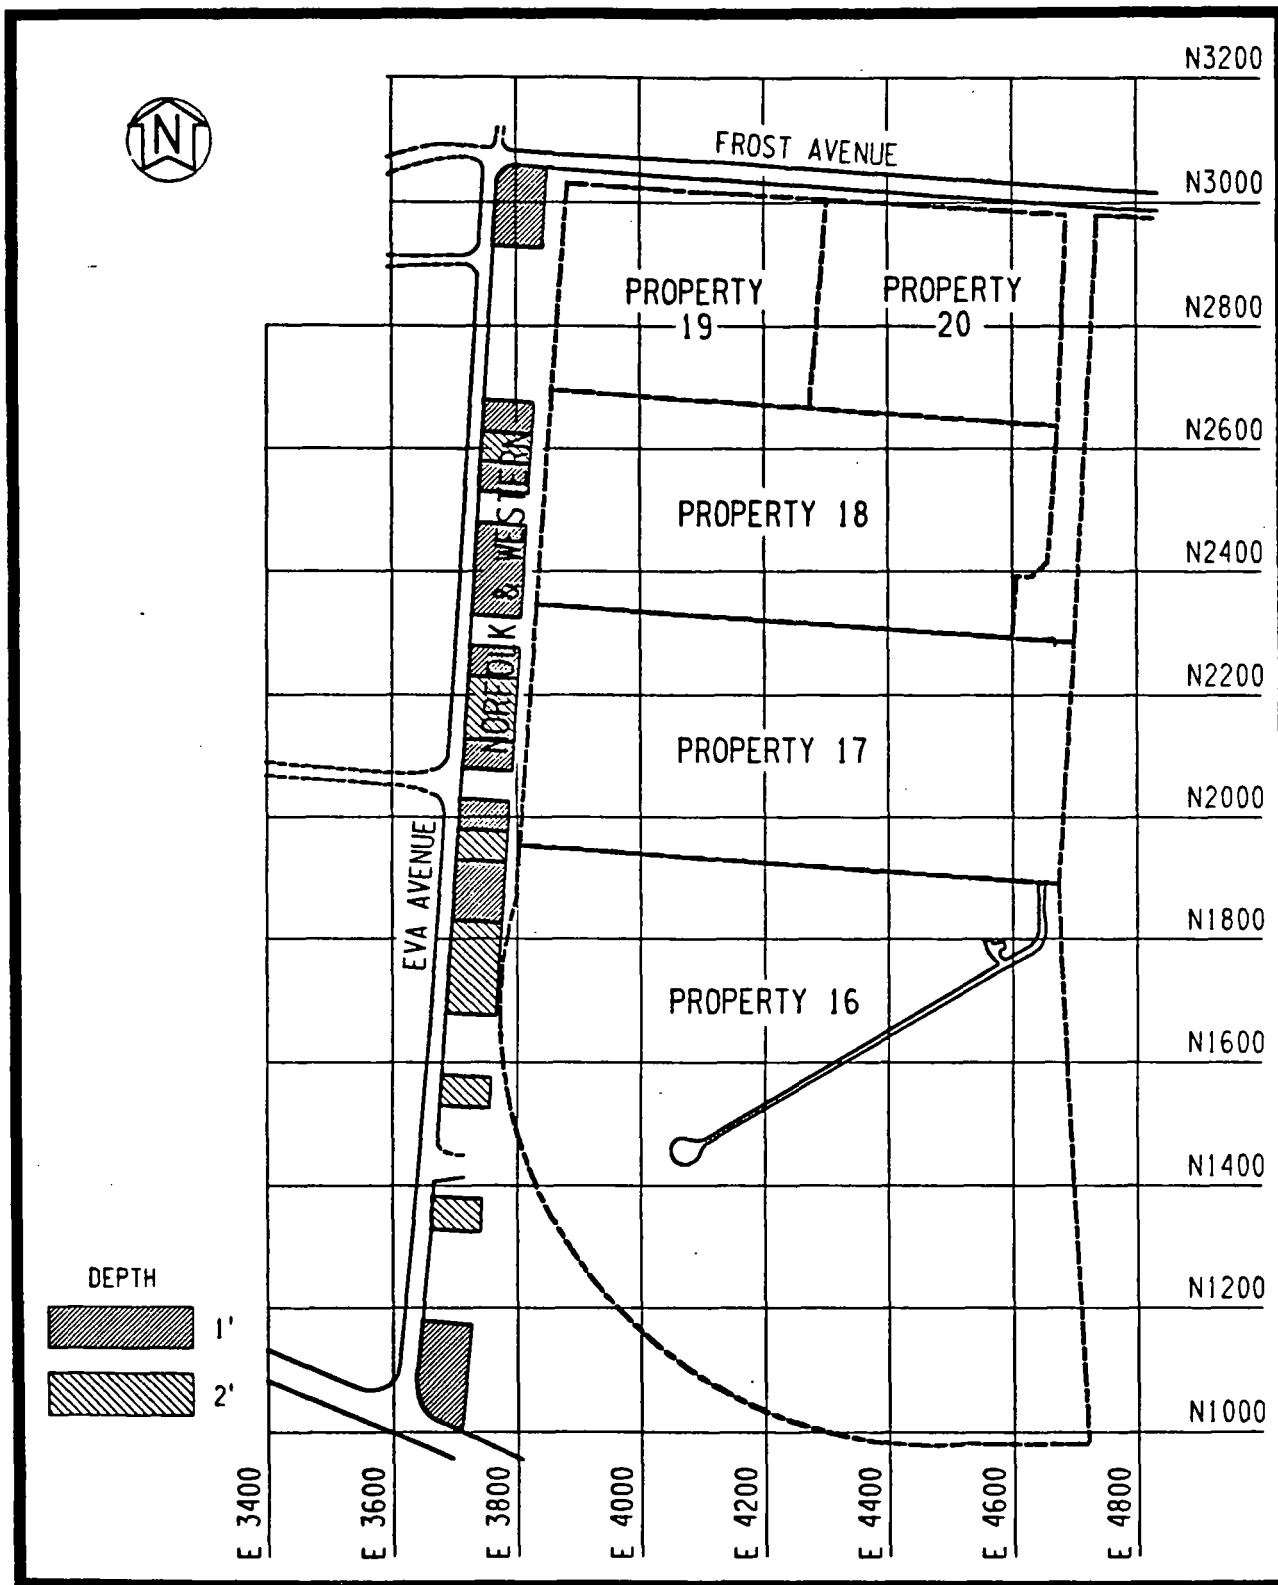 N3200
N
FROST AVENUE
N3000
PROPERTY
19
PROPERTY
20
N2800
N2600
PROPERTY 18
N2400
NORFOLK & WESTERN
N2200
PROPERTY 17
N2000
EVA AVENUE
N1800
PROPERTY 16
N1600
N1400
DEPTH
N1200
1'
2'
N1000
E 3400
E 3600
E 3800
E 4000
E 4200
E 4400
E 4600
E 4800